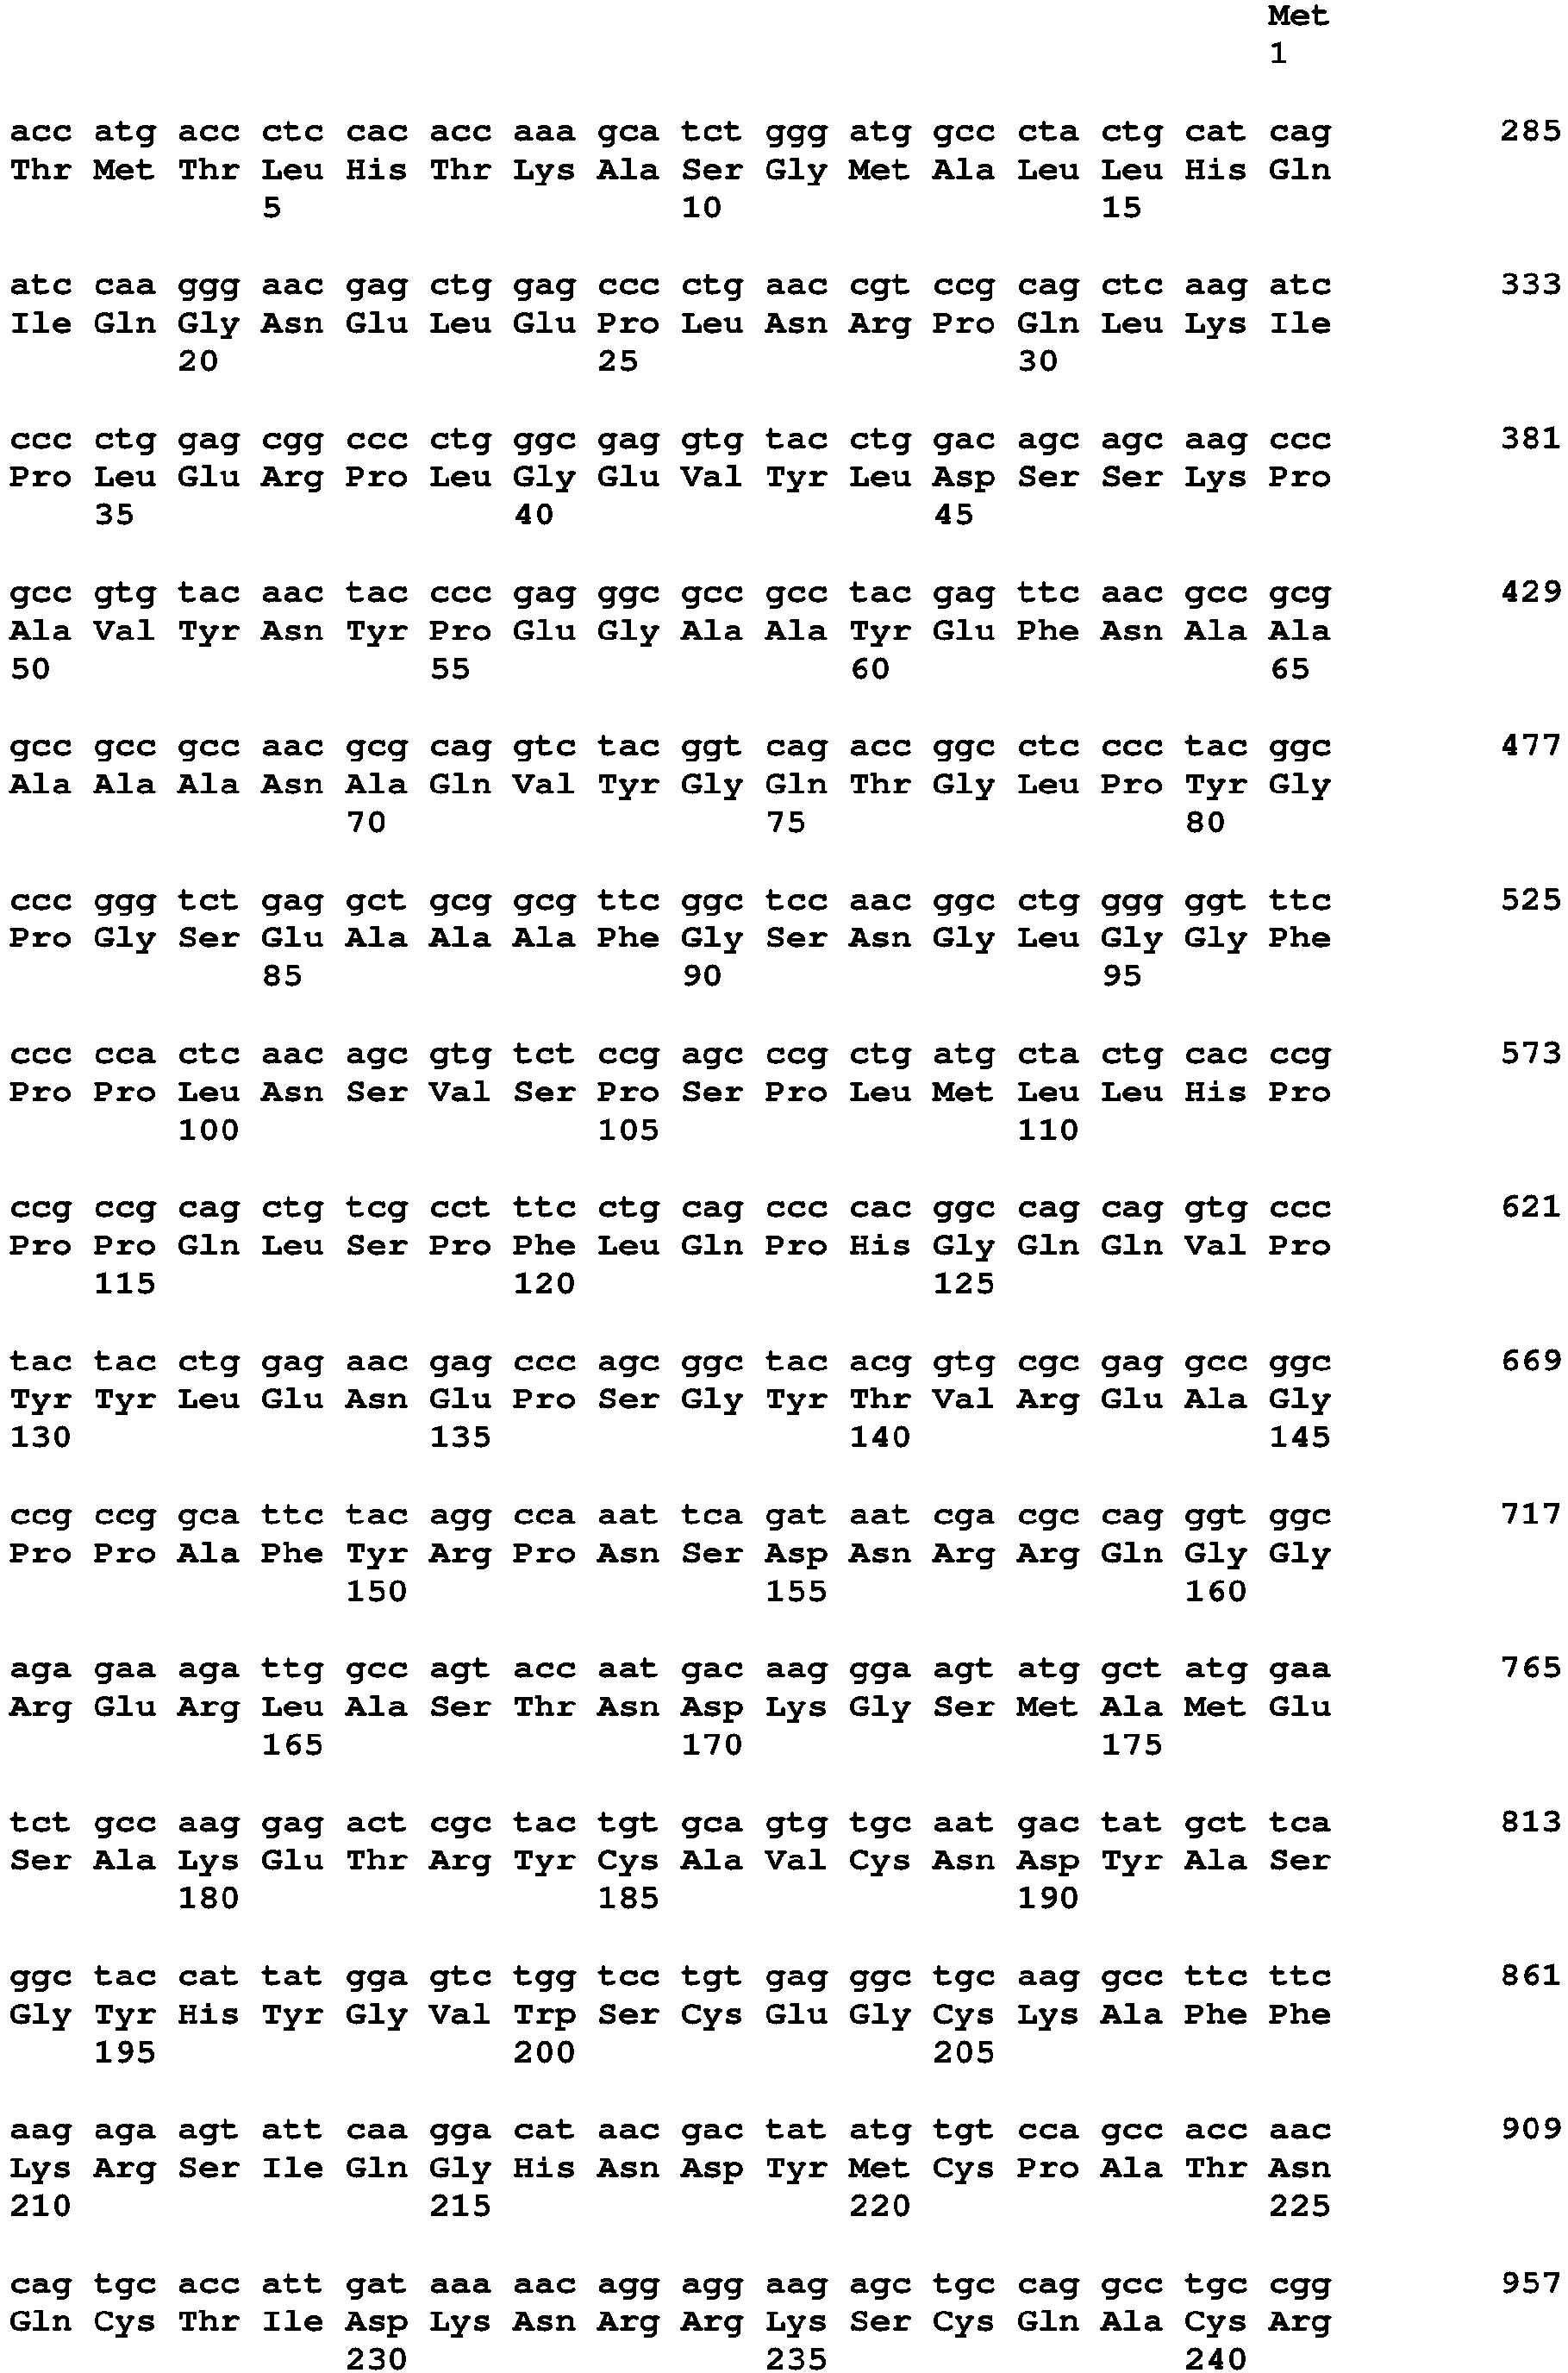 Met
1
acc atg acc ctc cac acc aaa gca tct ggg atg gcc cta ctg cat cag 285
Thr Met Thr Leu His Thr Lys Ala Ser Gly Met Ala Leu Leu His Gln
5 10 15
atc caa ggg aac gag ctg gag ccc ctg aac cgt ccg cag ctc aag atc 333
Ile Gln Gly Asn Glu Leu Glu Pro Leu Asn Arg Pro Gln Leu Lys Ile
20 25 30
ccc ctg gag cgg ccc ctg ggc gag gtg tac ctg gac agc agc aag ccc 381
Pro Leu Glu Arg Pro Leu Gly Glu Val Tyr Leu Asp Ser Ser Lys Pro
35 40 45
gcc gtg tac aac tac ccc gag ggc gcc gcc tac gag ttc aac gcc gcg 429
Ala Val Tyr Asn Tyr Pro Glu Gly Ala Ala Tyr Glu Phe Asn Ala Ala
50 55 60 65
gcc gcc gcc aac gcg cag gtc tac ggt cag acc ggc ctc ccc tac ggc 477
Ala Ala Ala Asn Ala Gln Val Tyr Gly Gln Thr Gly Leu Pro Tyr Gly
70 75 80
ccc ggg tct gag gct gcg gcg ttc ggc tcc aac ggc ctg ggg ggt ttc 525
Pro Gly Ser Glu Ala Ala Ala Phe Gly Ser Asn Gly Leu Gly Gly Phe
85 90 95
ccc cca ctc aac agc gtg tct ccg agc ccg ctg atg cta ctg cac ccg 573
Pro Pro Leu Asn Ser Val Ser Pro Ser Pro Leu Met Leu Leu His Pro
100 105 110
ccg ccg cag ctg tcg cct ttc ctg cag ccc cac ggc cag cag gtg ccc 621
Pro Pro Gln Leu Ser Pro Phe Leu Gln Pro His Gly Gln Gln Val Pro
115 120 125
tac tac ctg gag aac gag ccc agc ggc tac acg gtg cgc gag gcc ggc 669
Tyr Tyr Leu Glu Asn Glu Pro Ser Gly Tyr Thr Val Arg Glu Ala Gly
130 135 140 145
ccg ccg gca ttc tac agg cca aat tca gat aat cga cgc cag ggt ggc 717
Pro Pro Ala Phe Tyr Arg Pro Asn Ser Asp Asn Arg Arg Gln Gly Gly
150 155 160
aga gaa aga ttg gcc agt acc aat gac aag gga agt atg gct atg gaa 765
Arg Glu Arg Leu Ala Ser Thr Asn Asp Lys Gly Ser Met Ala Met Glu
165 170 175
tct gcc aag gag act cgc tac tgt gca gtg tgc aat gac tat gct tca 813
Ser Ala Lys Glu Thr Arg Tyr Cys Ala Val Cys Asn Asp Tyr Ala Ser
180 185 190
ggc tac cat tat gga gtc tgg tcc tgt gag ggc tgc aag gcc ttc ttc 861
Gly Tyr His Tyr Gly Val Trp Ser Cys Glu Gly Cys Lys Ala Phe Phe
195 200 205
aag aga agt att caa gga cat aac gac tat atg tgt cca gcc acc aac 909
Lys Arg Ser Ile Gln Gly His Asn Asp Tyr Met Cys Pro Ala Thr Asn
210 215 220 225
cag tgc acc att gat aaa aac agg agg aag agc tgc cag gcc tgc cgg 957
Gln Cys Thr Ile Asp Lys Asn Arg Arg Lys Ser Cys Gln Ala Cys Arg
230 235 240